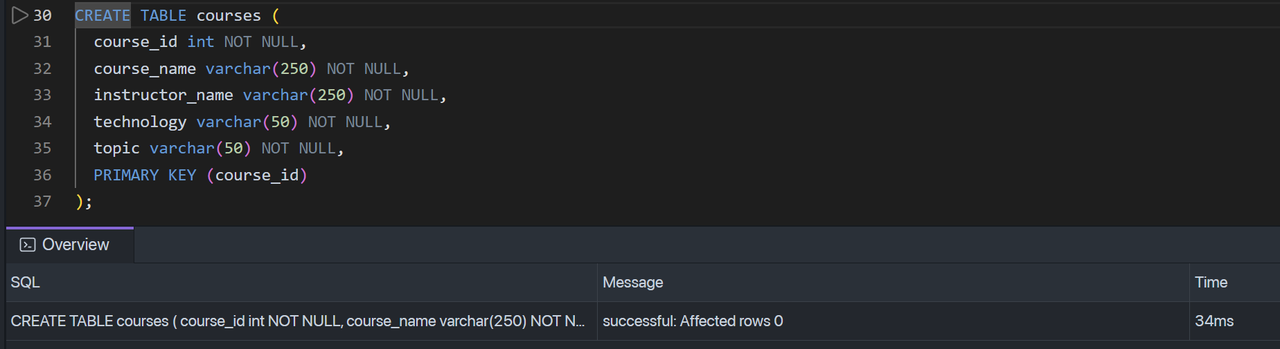 30 CREATE TABLE courses (
31 course_id int NOT NULL,
32 course_name varchar(250) NOT NULL,
33 instructor_name varchar(250) NOT NULL,
34 technology varchar(50) NOT NULL,
35 topic varchar(50) NOT NULL,
36 PRIMARY KEY (course_id)
37 );
Overview
SQL Message Time
CREATE TABLE courses ( course_id int NOT NULL, course_name varchar(250) NOT N... successful: Affected rows 0 34ms